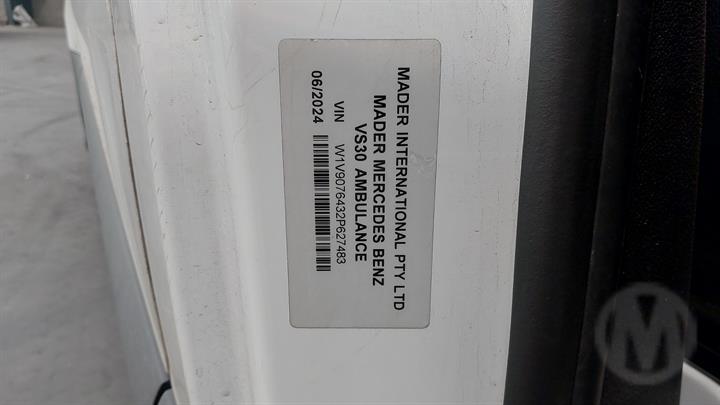 MADER INTERNATIONAL PTY LTD
MADER MERCEDES BENZ
VS30 AMBULANCE
VIN W1V9076432P627483
06/2024
M